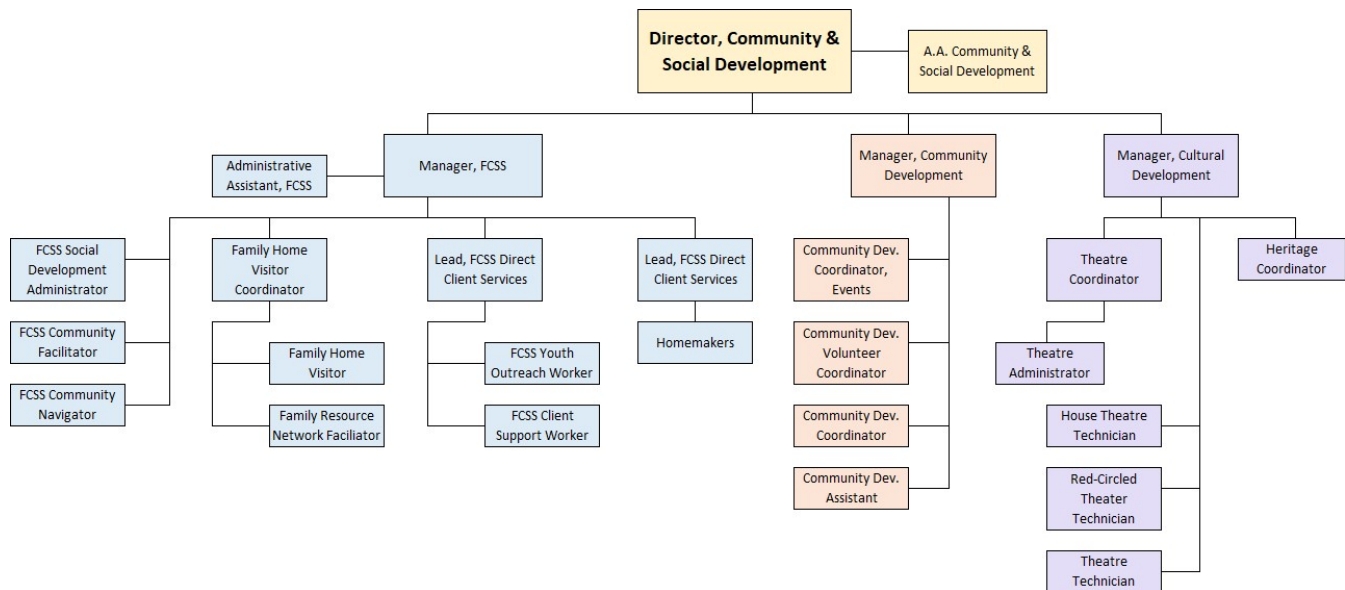 Director, Community &
Social Development
A.A. Community &
Social Development
Administrative
Assistant, FCSS
Manager, FCSS
Manager, Community
Development
Manager, Cultural
Development
FCSS Social
Development
Administrator
Family Home
Visitor
Coordinator
Lead, FCSS Direct
Client Services
Lead, FCSS Direct
Client Services
Community Dev.
Coordinator,
Events
Theatre
Coordinator
Heritage
Coordinator
FCSS Community
Facilitator
Family Home
Visitor
FCSS Youth
Outreach Worker
Homemakers
Community Dev.
Volunteer
Coordinator
Theatre
Administrator
FCSS Community
Navigator
Family Resource
Network Faciliator
FCSS Client
Support Worker
Community Dev.
Coordinator
House Theatre
Technician
Community Dev.
Assistant
Red-Circled
Theater
Technician
Theatre
Technician